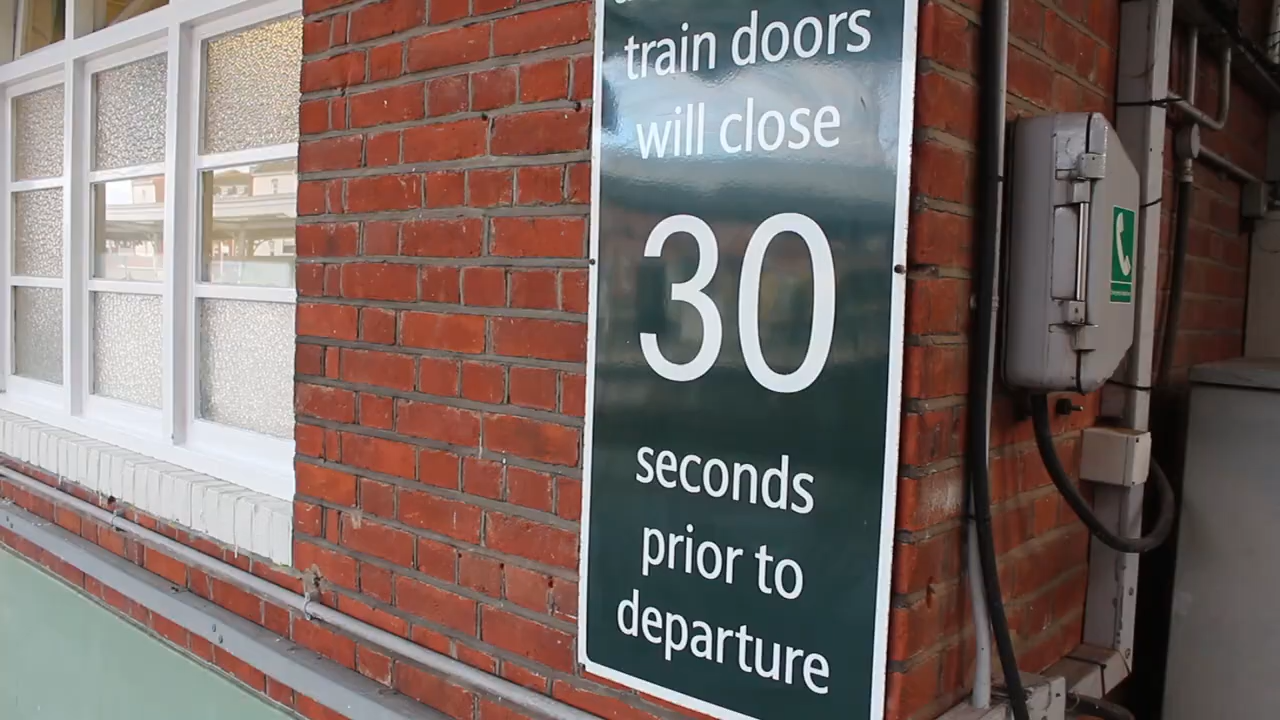 train doors
will close
30
seconds
prior to
departure